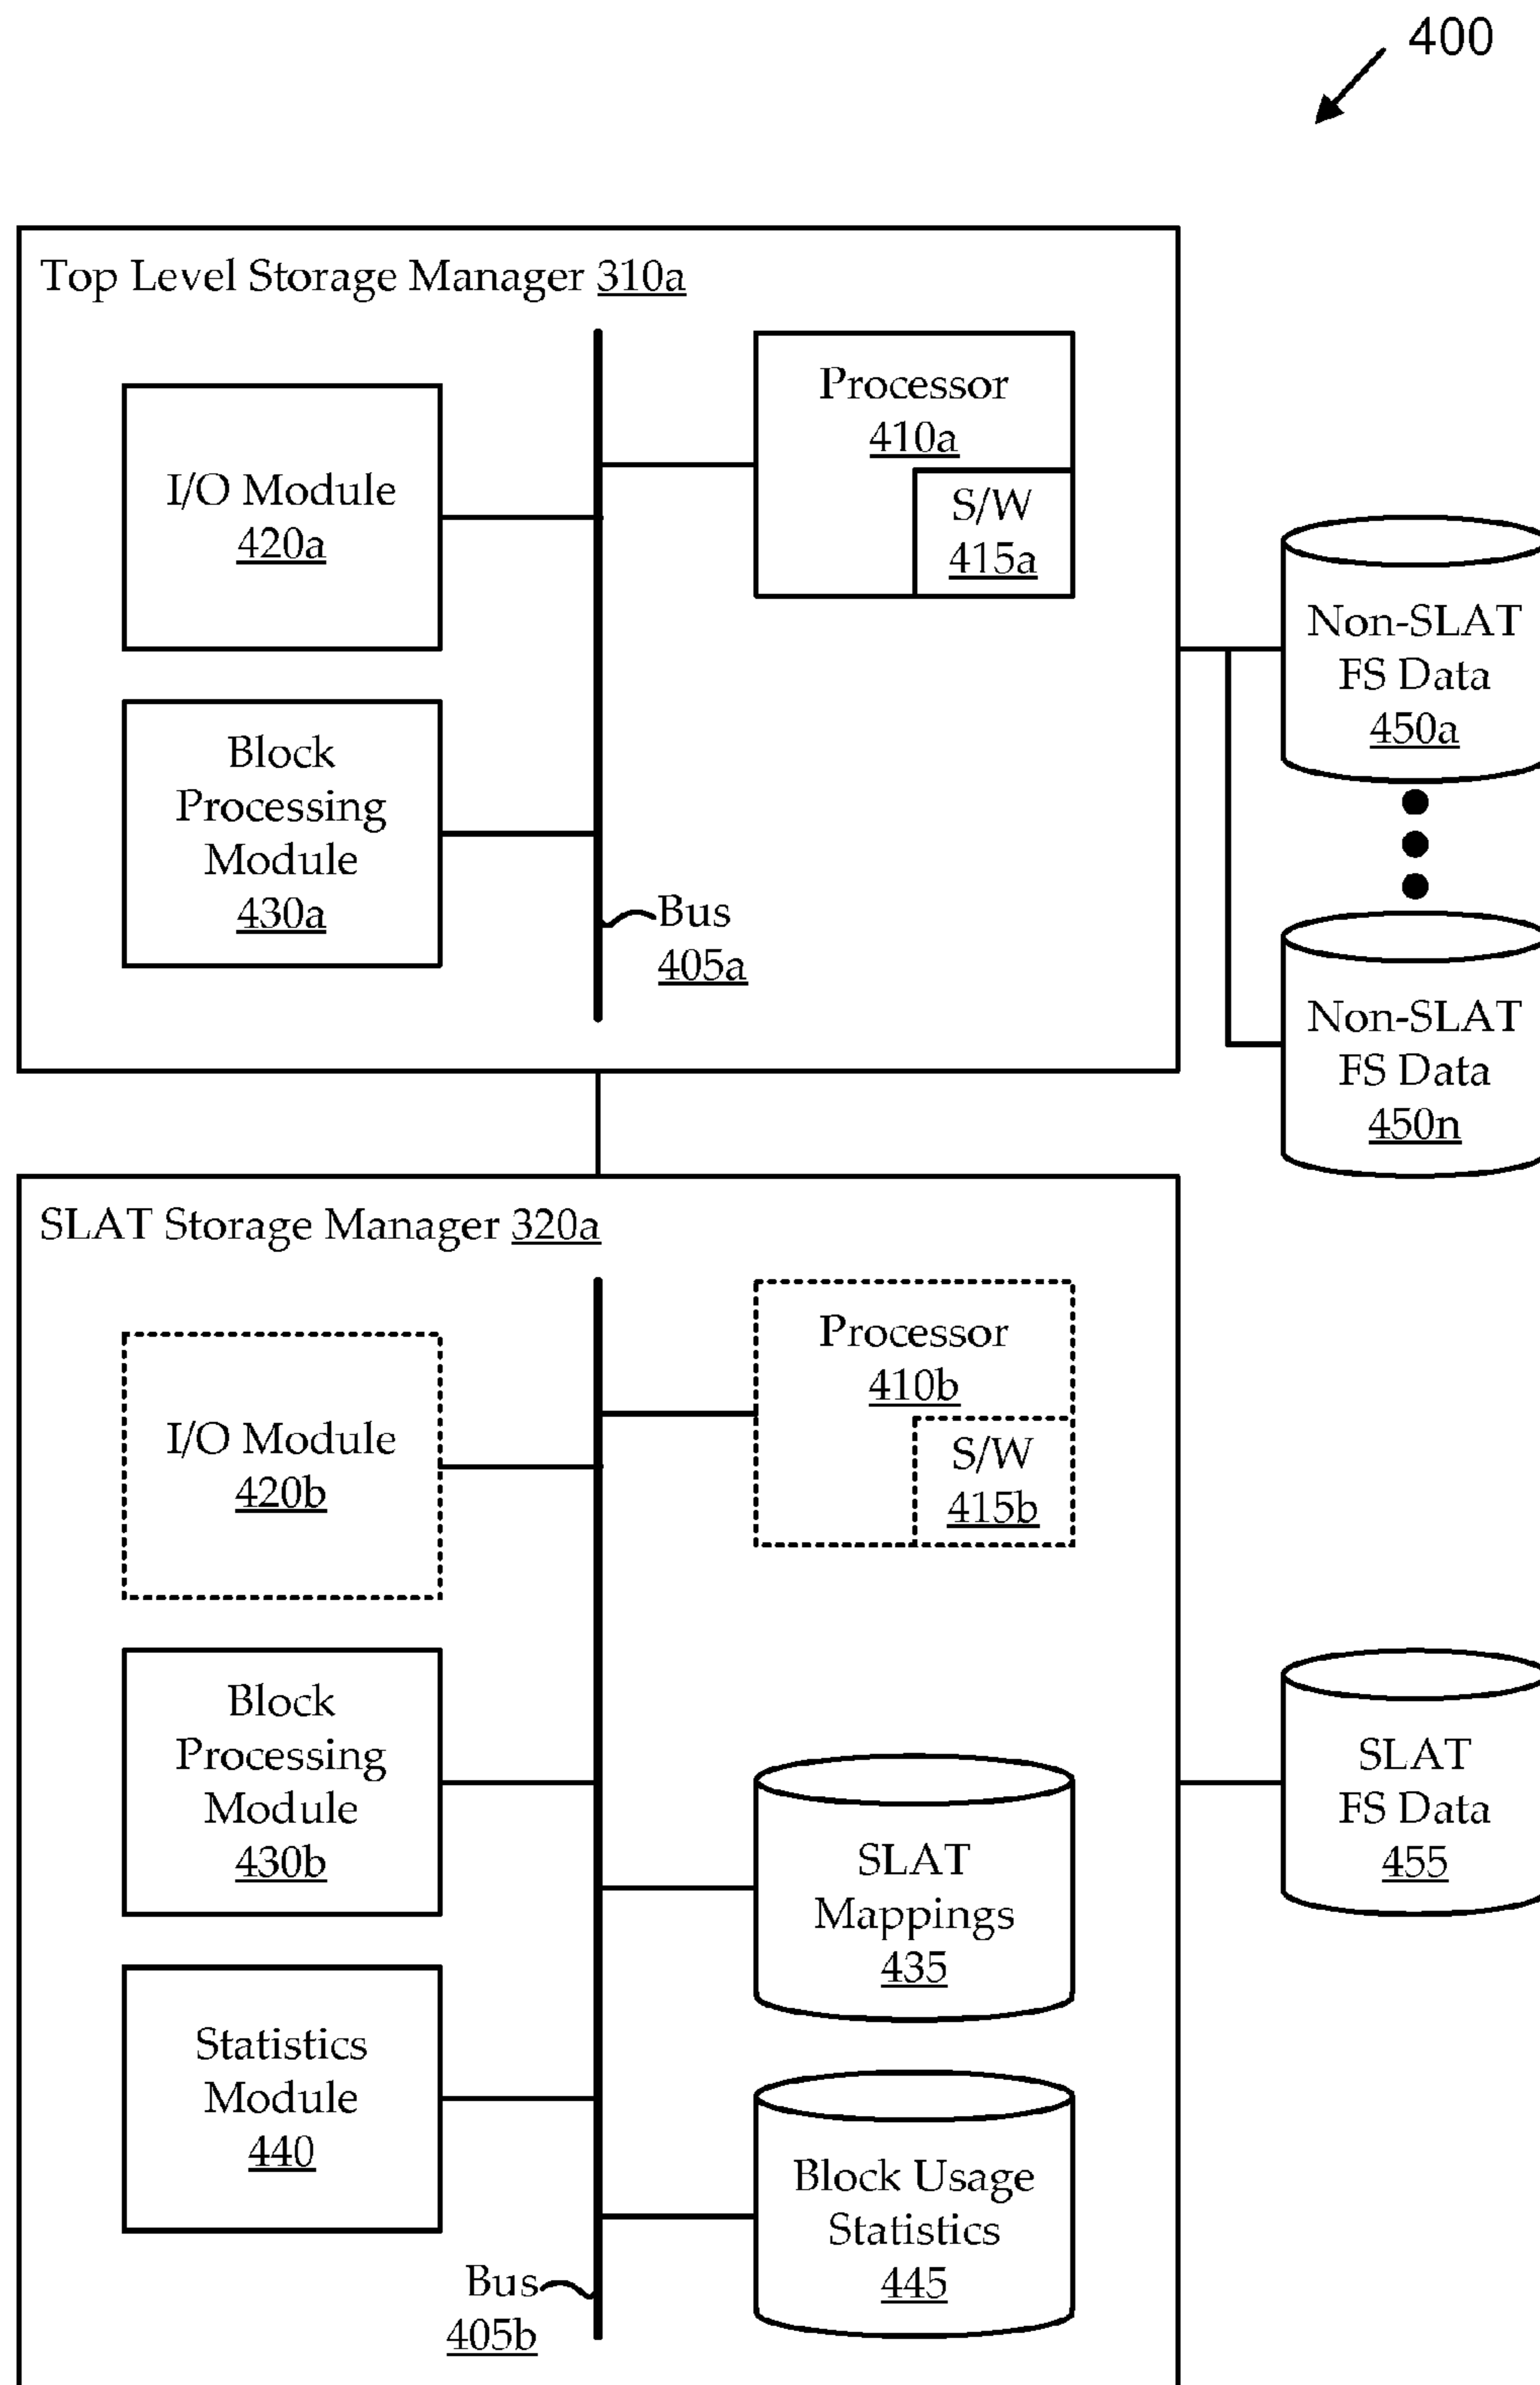 400
Top Level Storage Manager 310a
Processor
410a
S/W
415a
I/O Module
420a
Block
Processing
Module
430a
Bus
405a
Non-SLAT
FS Data
450a
Non-SLAT
FS Data
450n
SLAT Storage Manager 320a
Processor
410b
S/W
415b
I/O Module
420b
Block
Processing
Module
430b
SLAT
Mappings
435
SLAT
FS Data
455
Statistics
Module
440
Block Usage
Statistics
445
Bus
405b